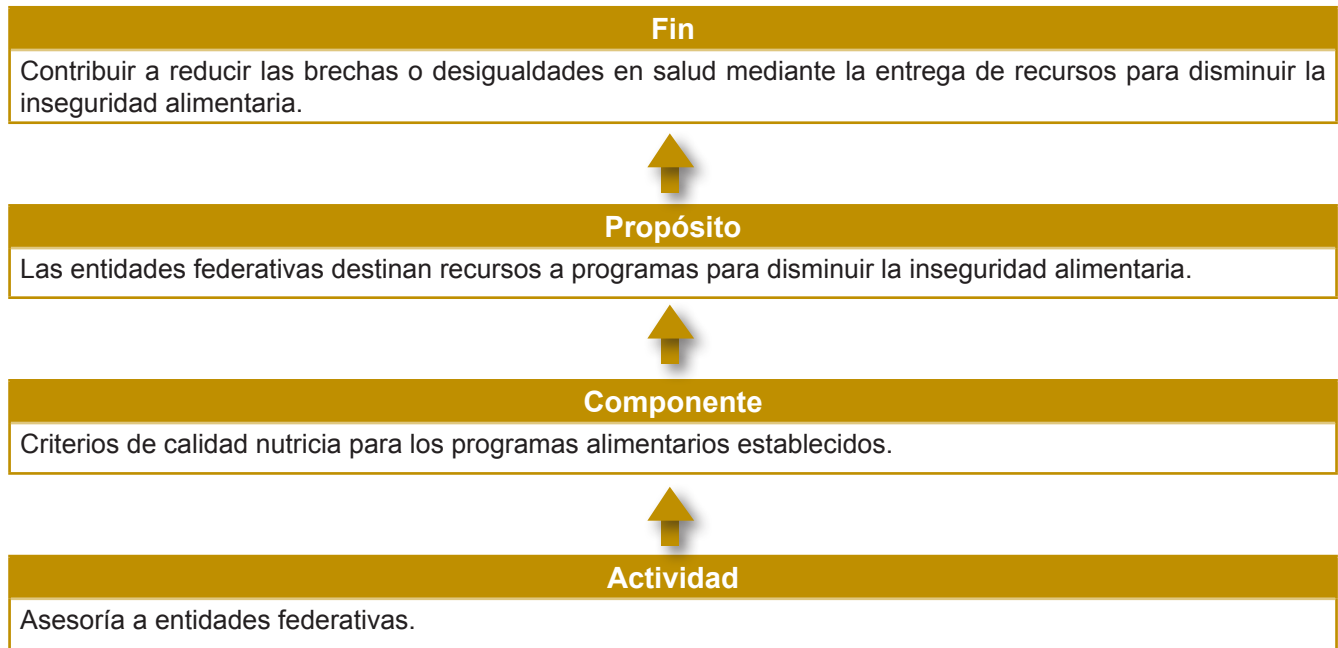 Fin
Contribuir a reducir las brechas o desigualdades en salud mediante la entrega de recursos para disminuir la
inseguridad alimentaria.
Propósito
Las entidades federativas destinan recursos a programas para disminuir la inseguridad alimentaria.
Componente
Criterios de calidad nutricia para los programas alimentarios establecidos.
Actividad
Asesoría a entidades federativas.